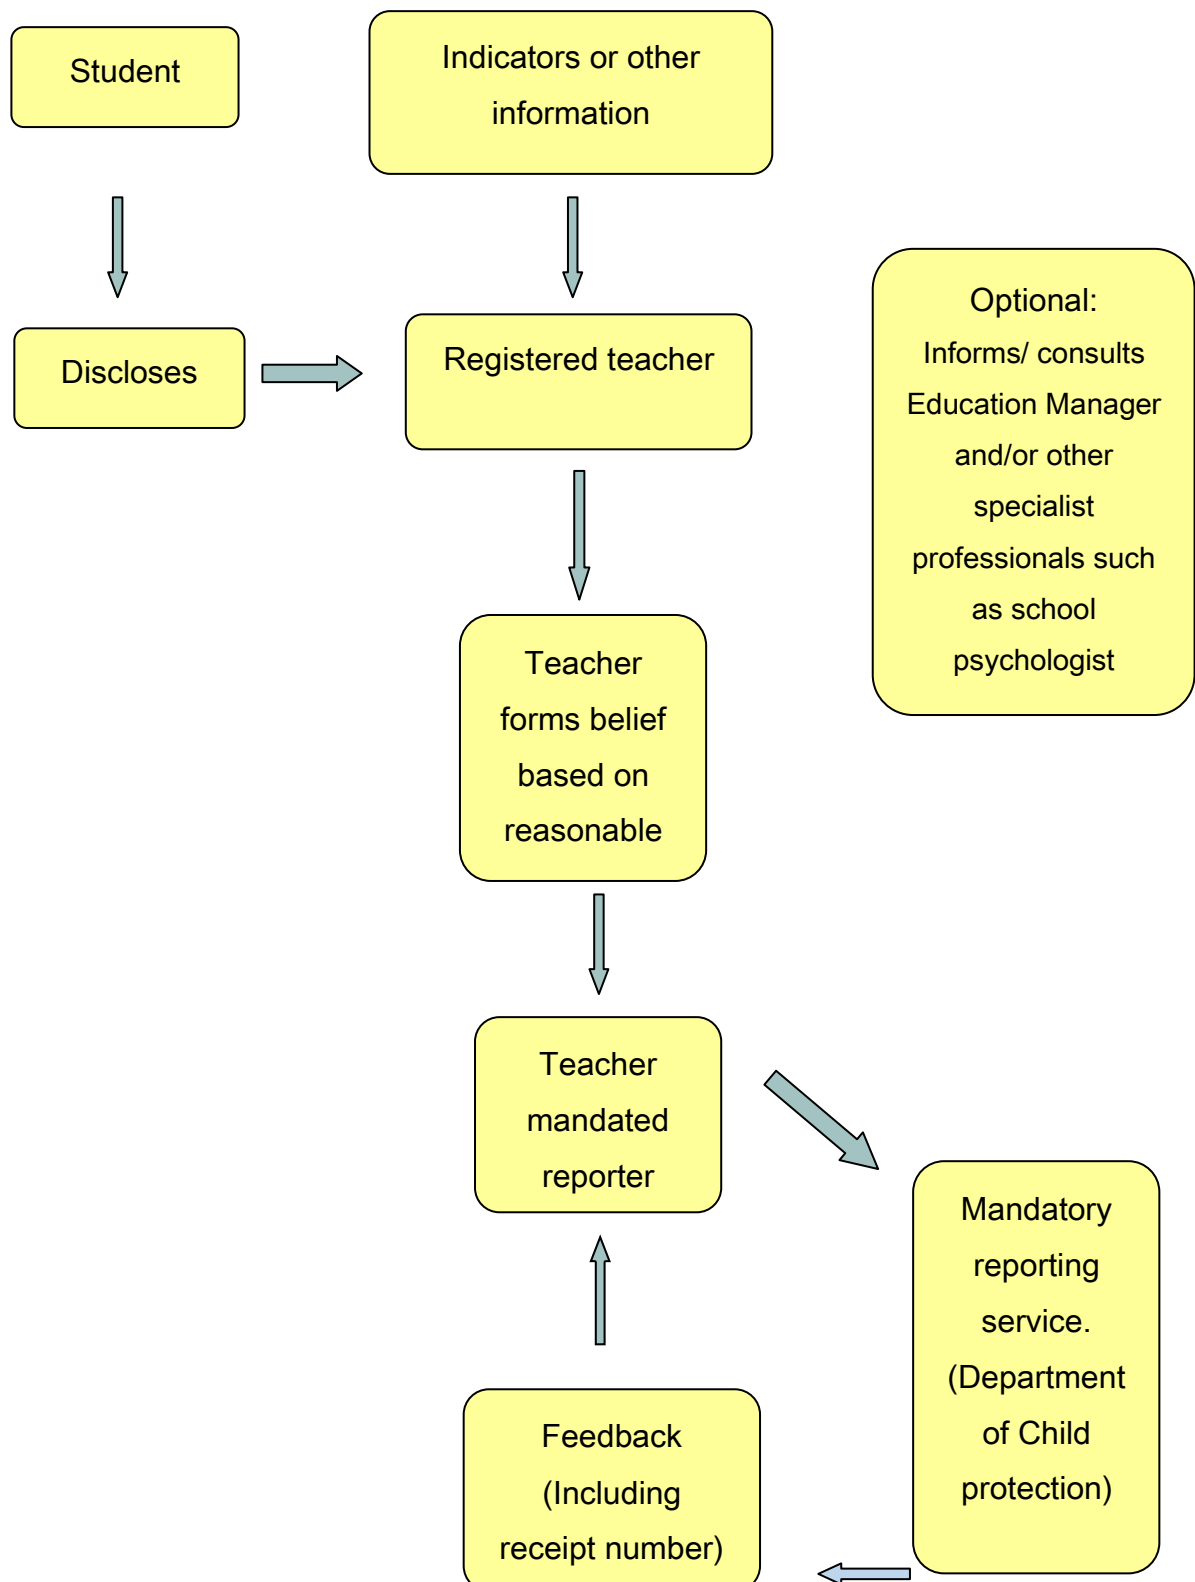 Student
Indicators or other
information
Discloses
Registered teacher
Optional:
Informs/ consults
Education Manager
and/or other
specialist
professionals such
as school
psychologist
Teacher
forms belief
based on
reasonable
Teacher
mandated
reporter
Mandatory
reporting
service.
(Department
of Child
protection)
Feedback
(Including
receipt number)